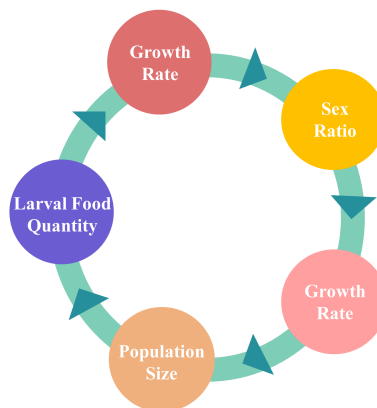 Growth
Rate
Sex
Ratio
Growth
Rate
Population
Size
Larval Food
Quantity